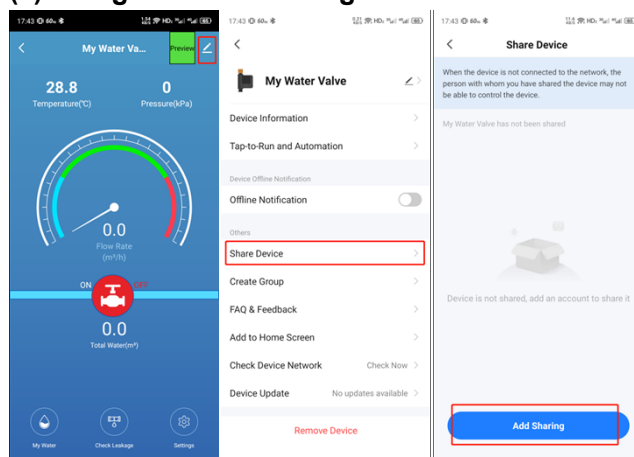 17:43
My Water Va...
Preview
28.8
Temperature(℃)
0
Pressure(kPa)
0.0
Flow Rate
(m³/h)
ON
OFF
0.0
Total Water(m³)
My Water
Check Leakage
Settings
17:43
My Water Valve
Device Information
Tap-to-Run and Automation
Device Offline Notification
Offline Notification
Others
Share Device
Create Group
FAQ & Feedback
Add to Home Screen
Check Device Network Check Now
Device Update No updates available
Remove Device
17:43
Share Device
When the device is not connected to the network, the
person with whom you have shared the device may not
be able to control the device.
My Water Valve has not been shared
Device is not shared, add an account to share it
Add Sharing